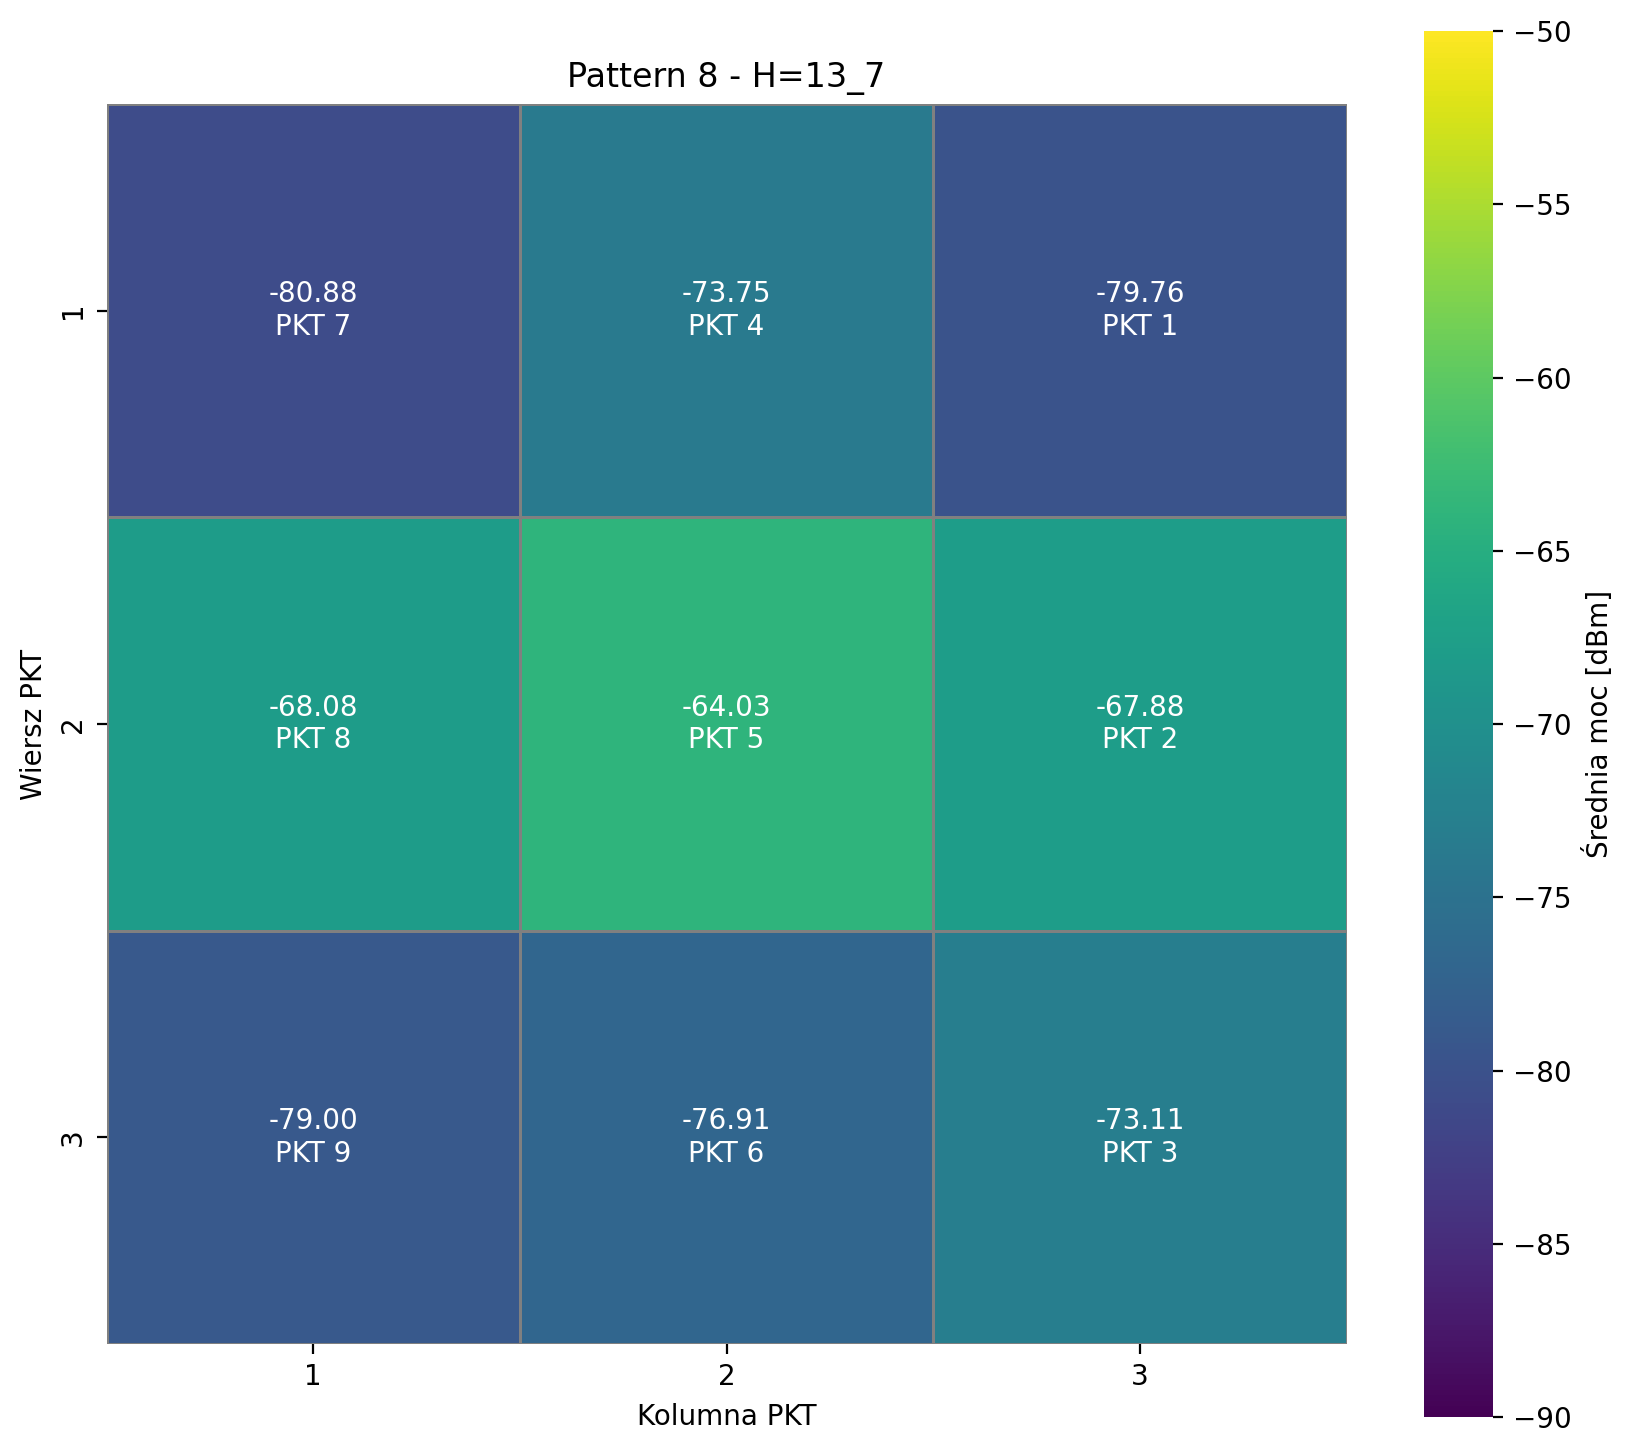 Pattern 8 - H=13_7
-80.88
PKT 7
-73.75
PKT 4
-79.76
PKT 1
-68.08
PKT 8
-64.03
PKT 5
-67.88
PKT 2
-79.00
PKT 9
-76.91
PKT 6
-73.11
PKT 3
1
2
3
Wiersz PKT
1
2
3
Kolumna PKT
−50
−55
−60
−65
−70
−75
−80
−85
−90
Średnia moc [dBm]